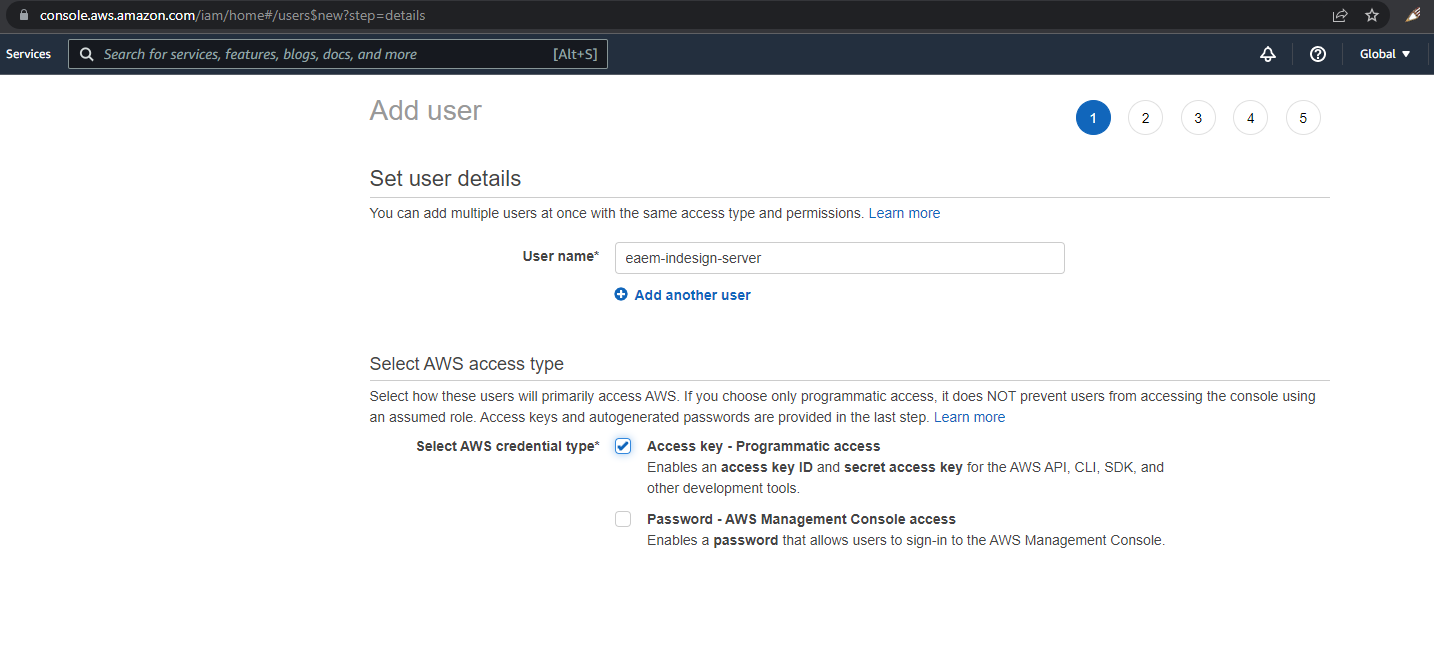 console.aws.amazon.com/iam/home#/users$new?step=details
Services
Search for services, features, blogs, docs, and more [Alt+S]
Global
Add user
1 2 3 4 5
Set user details
You can add multiple users at once with the same access type and permissions. Learn more
User name* eaem-indesign-server
Add another user
Select AWS access type
Select how these users will primarily access AWS. If you choose only programmatic access, it does NOT prevent users from accessing the console using
an assumed role. Access keys and autogenerated passwords are provided in the last step. Learn more
Select AWS credential type* Access key - Programmatic access
Enables an access key ID and secret access key for the AWS API, CLI, SDK, and
other development tools.
Password - AWS Management Console access
Enables a password that allows users to sign-in to the AWS Management Console.